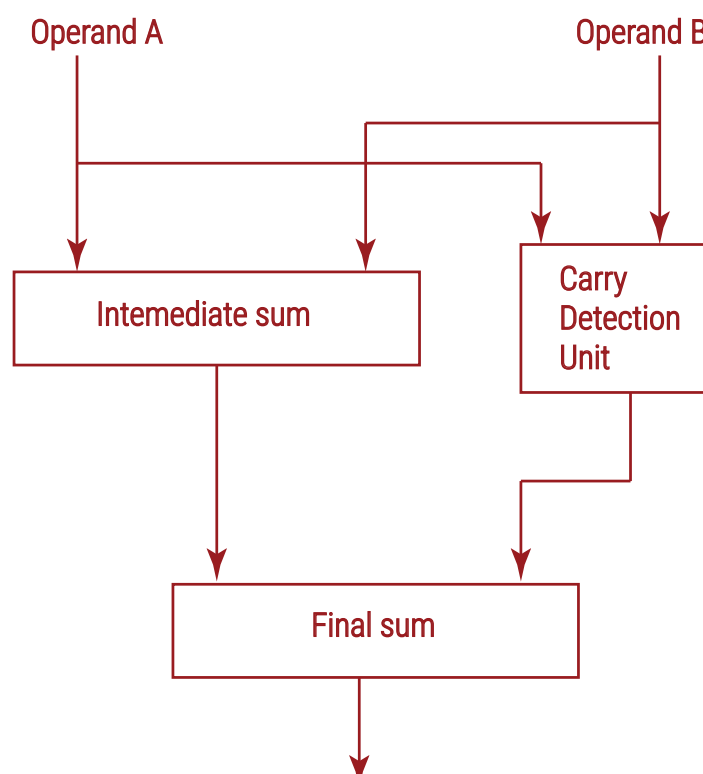 Operand A
Operand B
Intemediate sum
Carry
Detection
Unit
Final sum